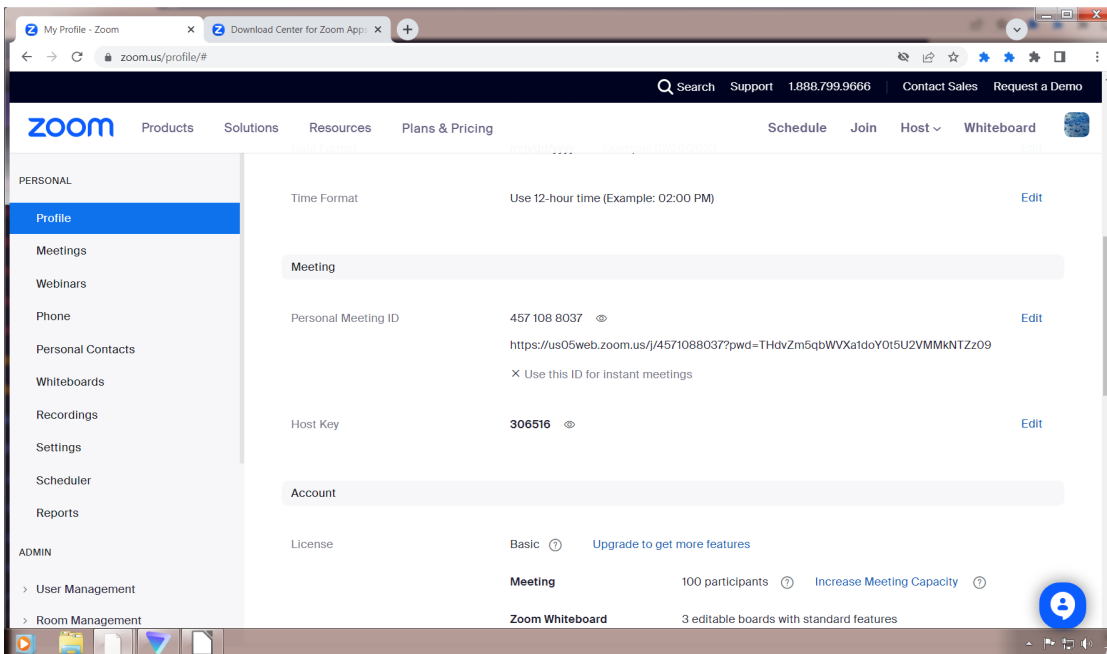 My Profile - Zoom
Download Center for Zoom Apps
zoom.us/profile/#
Search Support 1.888.799.9666 Contact Sales Request a Demo
zoom Products Solutions Resources Plans & Pricing Schedule Join Host Whiteboard
PERSONAL
Profile
Meetings
Webinars
Phone
Personal Contacts
Whiteboards
Recordings
Settings
Scheduler
Reports
ADMIN
User Management
Room Management
Time Format Use 12-hour time (Example: 02:00 PM) Edit
Meeting
Personal Meeting ID 457 108 8037 Edit
https://us05web.zoom.us/j/4571088037?pwd=THdvZm5qbWVXa1doY0t5U2VMMkNTZz09
× Use this ID for instant meetings
Host Key 306516 Edit
Account
License Basic Upgrade to get more features
Meeting 100 participants Increase Meeting Capacity
Zoom Whiteboard 3 editable boards with standard features